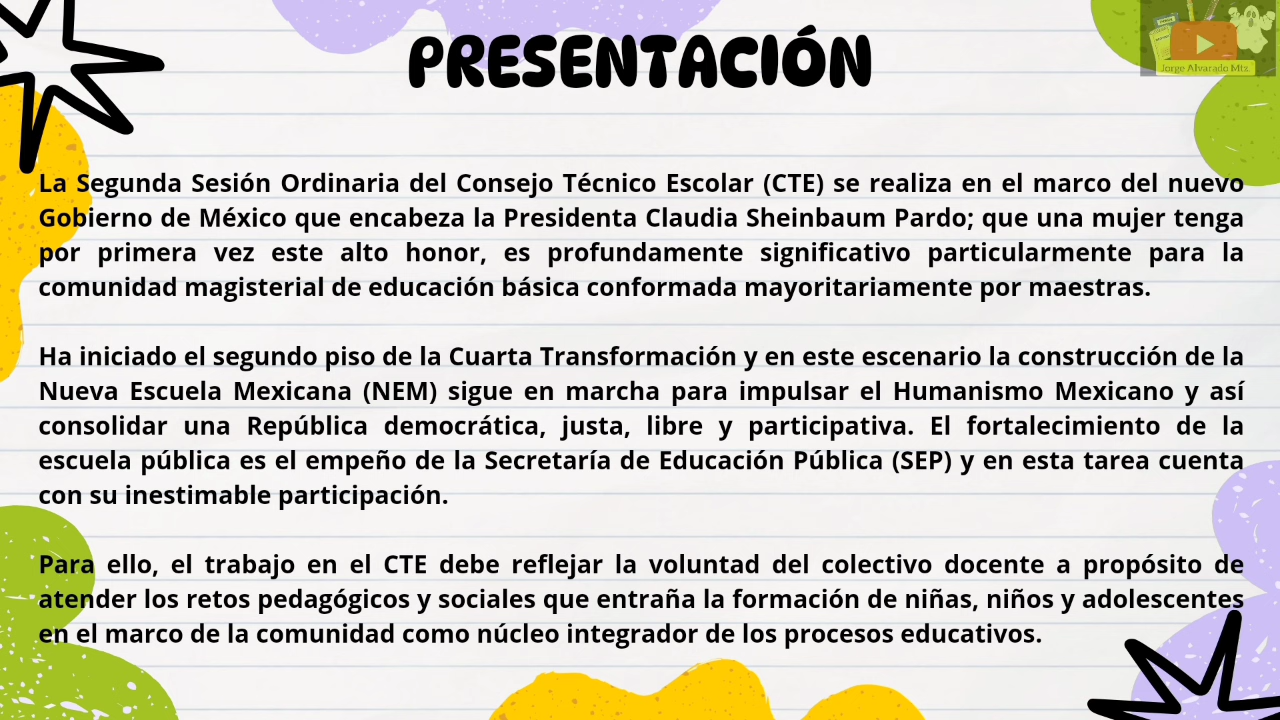 PRESENTACIÓN
Jorge Alvarado Mtx.
La Segunda Sesión Ordinaria del Consejo Técnico Escolar (CTE) se realiza en el marco del nuevo
Gobierno de México que encabeza la Presidenta Claudia Sheinbaum Pardo; que una mujer tenga
por primera vez este alto honor, es profundamente significativo particularmente para la
comunidad magisterial de educación básica conformada mayoritariamente por maestras.
Ha iniciado el segundo piso de la Cuarta Transformación y en este escenario la construcción de la
Nueva Escuela Mexicana (NEM) sigue en marcha para impulsar el Humanismo Mexicano y así
consolidar una República democrática, justa, libre y participativa. El fortalecimiento de la
escuela pública es el empeño de la Secretaría de Educación Pública (SEP) y en esta tarea cuenta
con su inestimable participación.
Para ello, el trabajo en el CTE debe reflejar la voluntad del colectivo docente a propósito de
atender los retos pedagógicos y sociales que entraña la formación de niñas, niños y adolescentes
en el marco de la comunidad como núcleo integrador de los procesos educativos.